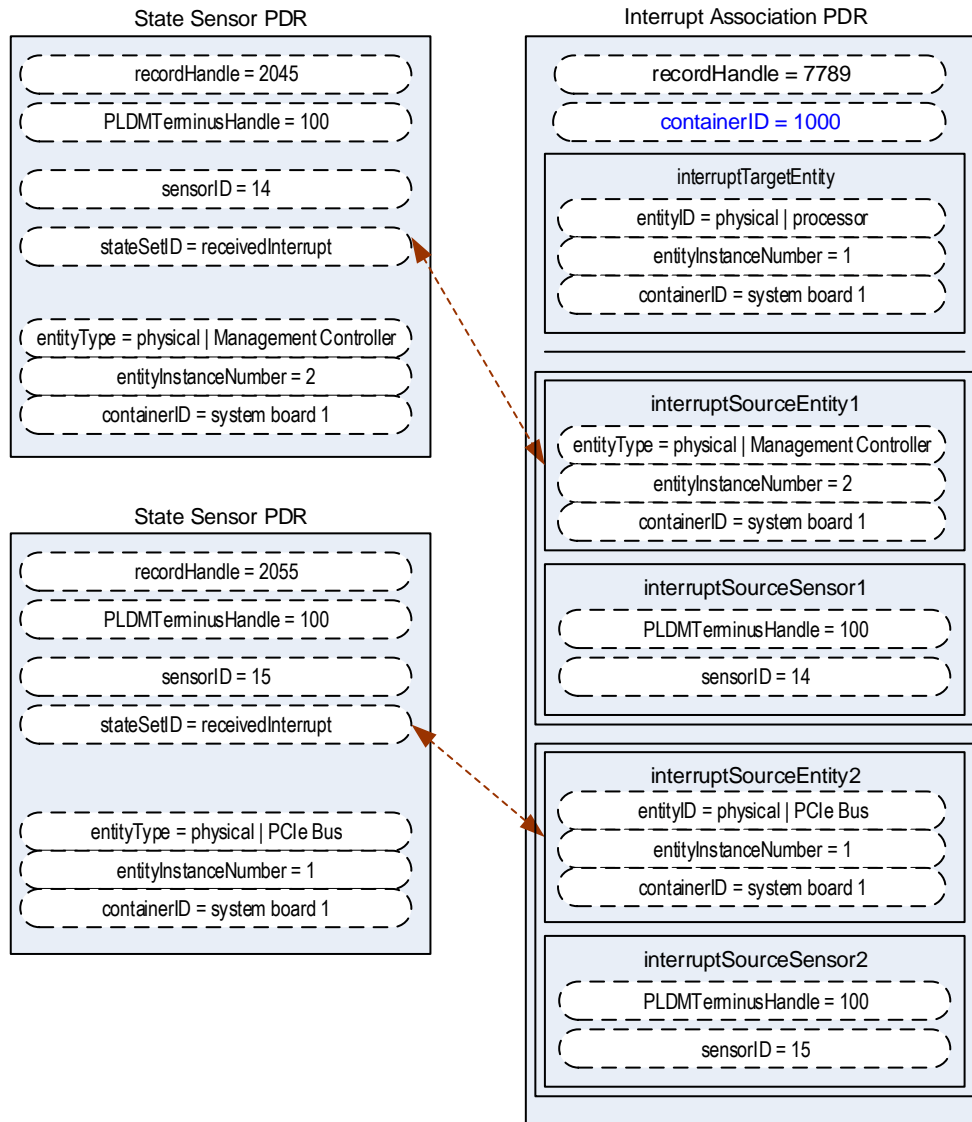 State Sensor PDR
recordHandle = 2045
PLDMTerminusHandle = 100
sensorID = 14
stateSetID = receivedInterrupt
entityType = physical | Management Controller
entityInstanceNumber = 2
containerID = system board 1
State Sensor PDR
recordHandle = 2055
PLDMTerminusHandle = 100
sensorID = 15
stateSetID = receivedInterrupt
entityType = physical | PCIe Bus
entityInstanceNumber = 1
containerID = system board 1
Interrupt Association PDR
recordHandle = 7789
containerID = 1000
interruptTargetEntity
entityID = physical | processor
entityInstanceNumber = 1
containerID = system board 1
interruptSourceEntity1
entityType = physical | Management Controller
entityInstanceNumber = 2
containerID = system board 1
interruptSourceSensor1
PLDMTerminusHandle = 100
sensorID = 14
interruptSourceEntity2
entityID = physical | PCIe Bus
entityInstanceNumber = 1
containerID = system board 1
interruptSourceSensor2
PLDMTerminusHandle = 100
sensorID = 15